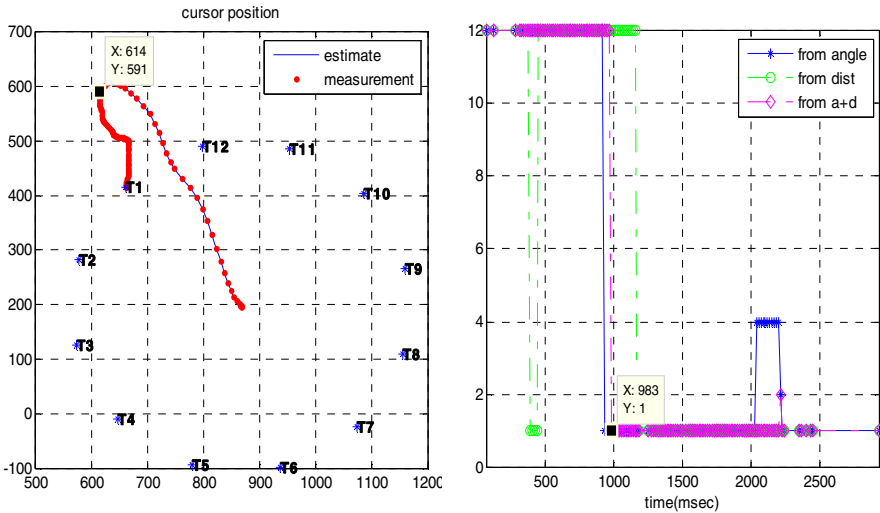 cursor position
700
600
500
400
300
200
100
0
-100
500
600
700
800
900
1000
1100
1200
X: 614
Y: 591
estimate
measurement
T1
T2
T3
T4
T5
T6
T7
T8
T9
T10
T11
T12
12
10
8
6
4
2
0
500
1000
1500
2000
2500
time(msec)
from angle
from dist
from a+d
X: 983
Y: 1